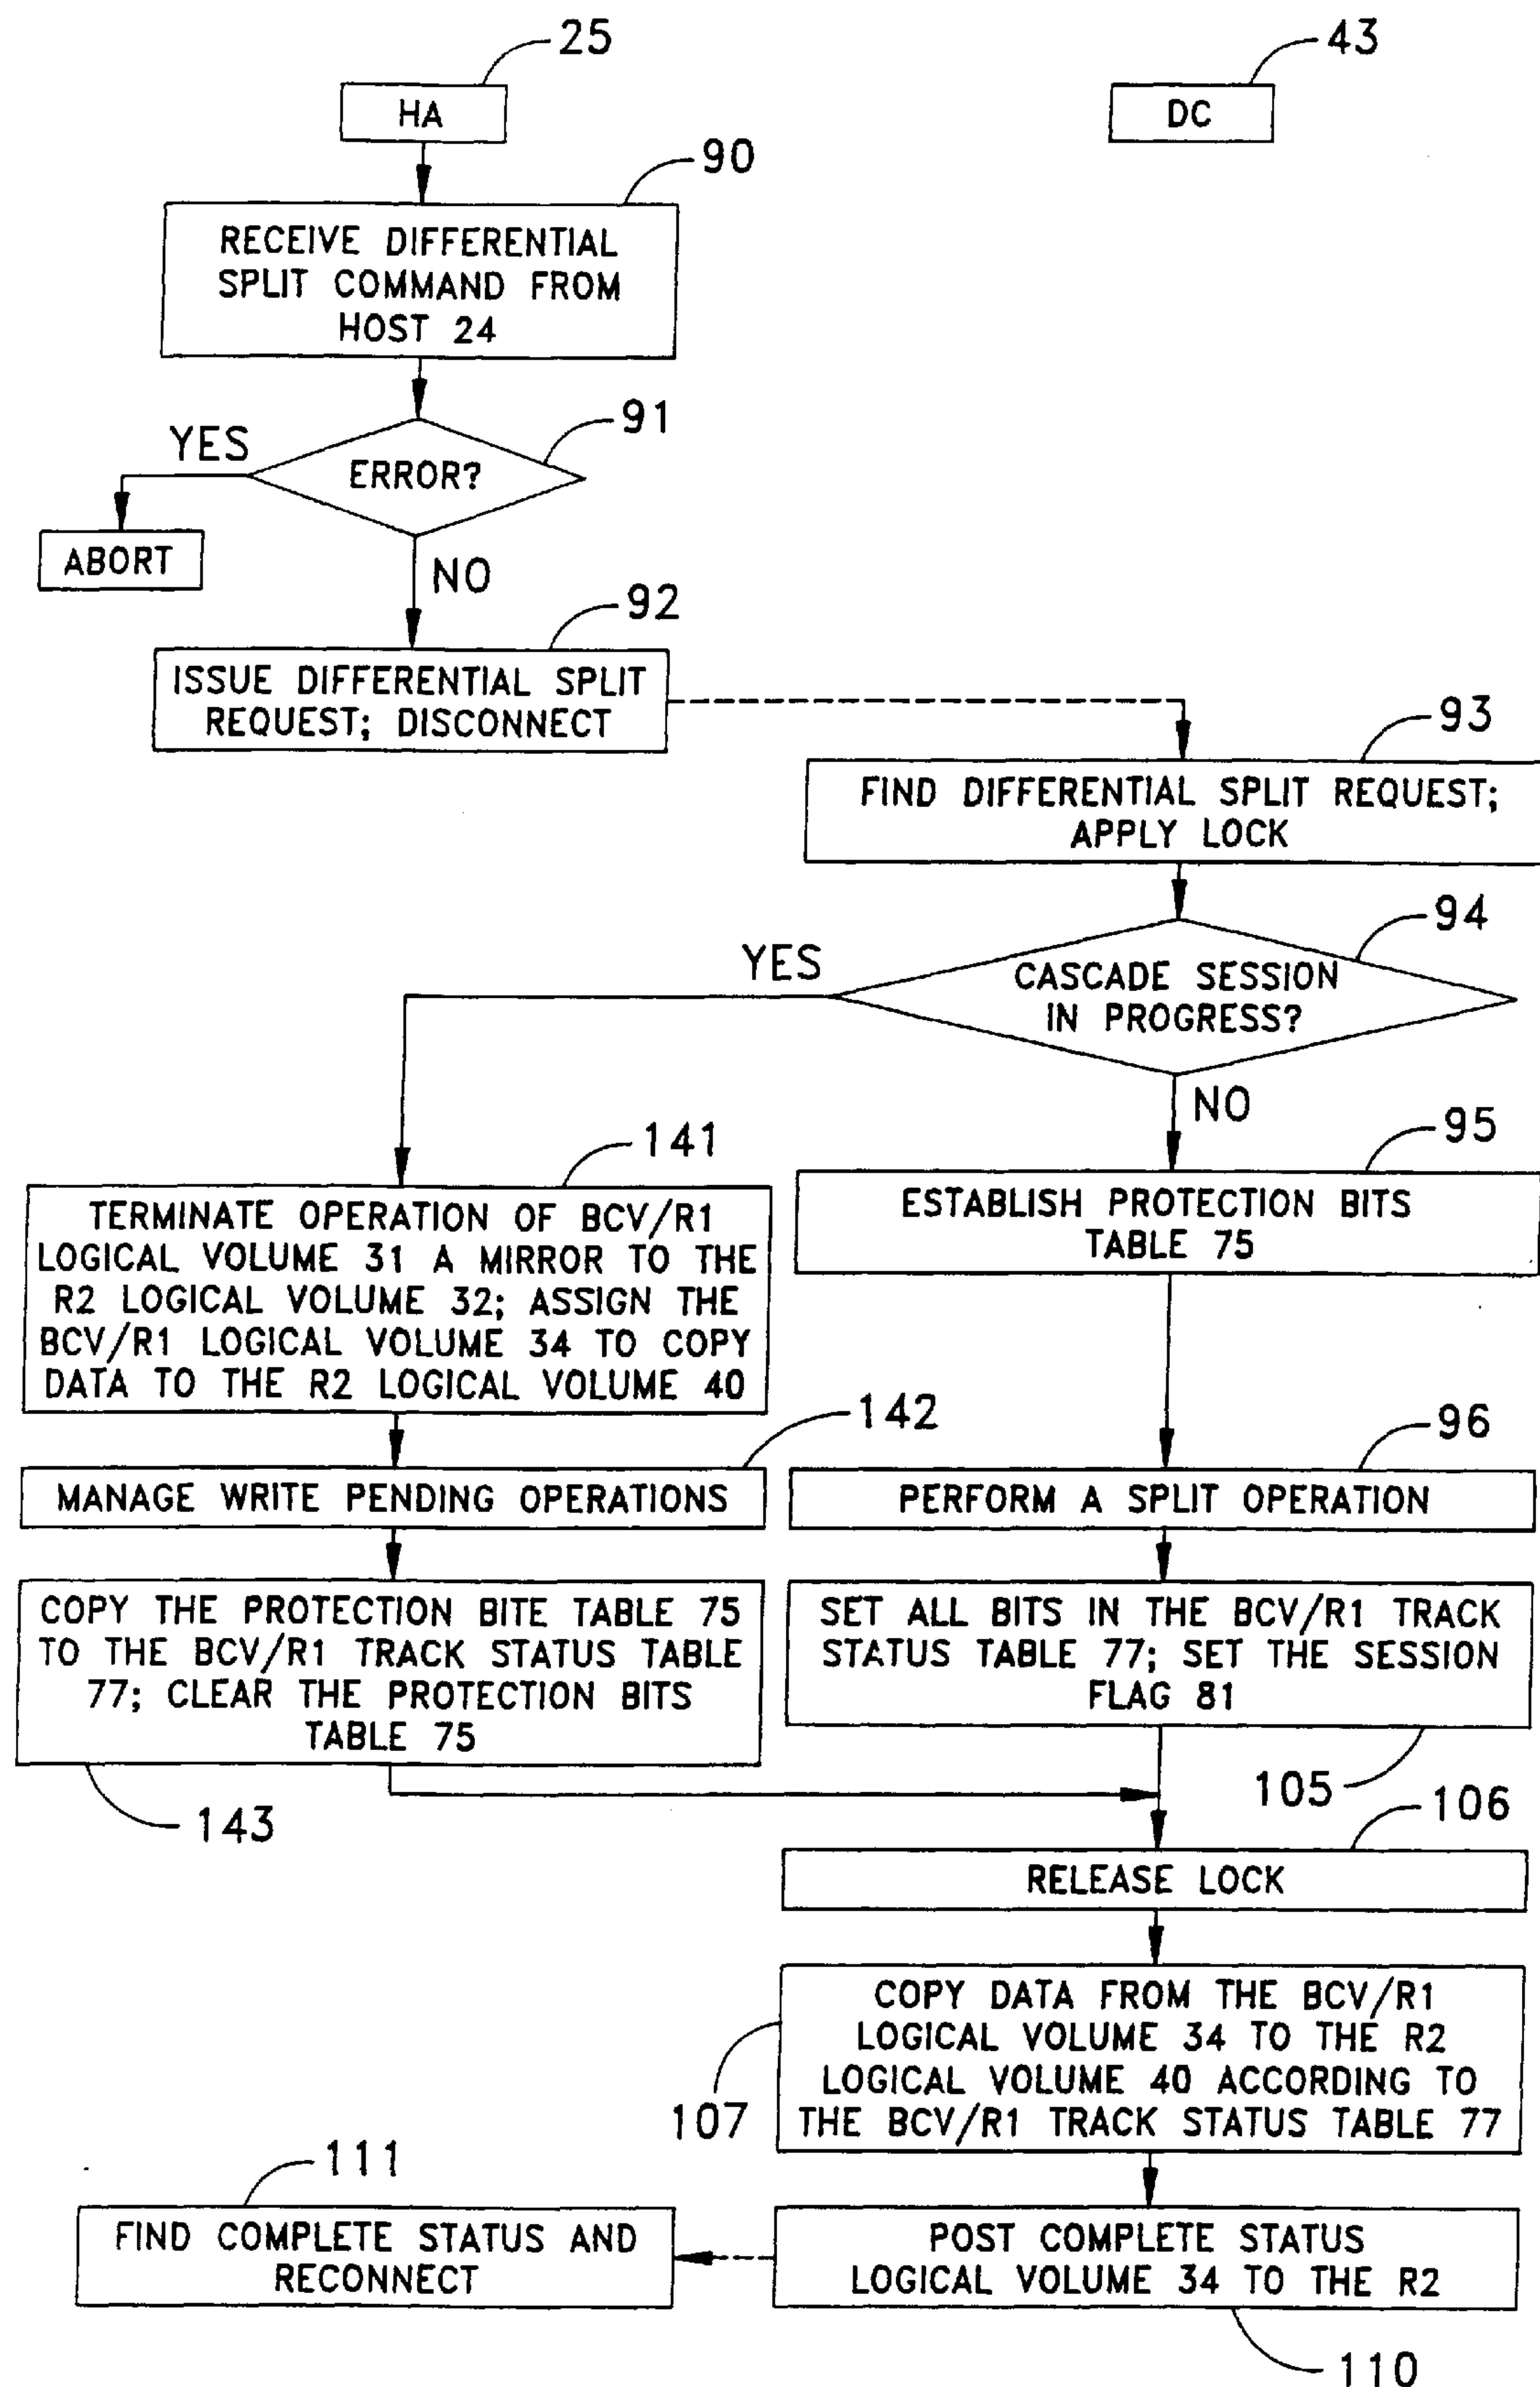 25
43
HA
DC
90
RECEIVE DIFFERENTIAL
SPLIT COMMAND FROM
HOST 24
91
YES
ERROR?
ABORT
NO
92
ISSUE DIFFERENTIAL SPLIT
REQUEST; DISCONNECT
93
FIND DIFFERENTIAL SPLIT REQUEST;
APPLY LOCK
94
YES
CASCADE SESSION
IN PROGRESS?
NO
141
TERMINATE OPERATION OF BCV/R1
LOGICAL VOLUME 31 A MIRROR TO THE
R2 LOGICAL VOLUME 32; ASSIGN THE
BCV/R1 LOGICAL VOLUME 34 TO COPY
DATA TO THE R2 LOGICAL VOLUME 40
95
ESTABLISH PROTECTION BITS
TABLE 75
142
MANAGE WRITE PENDING OPERATIONS
96
PERFORM A SPLIT OPERATION
COPY THE PROTECTION BITE TABLE 75
TO THE BCV/R1 TRACK STATUS TABLE
77; CLEAR THE PROTECTION BITS
TABLE 75
143
SET ALL BITS IN THE BCV/R1 TRACK
STATUS TABLE 77; SET THE SESSION
FLAG 81
105
106
RELEASE LOCK
COPY DATA FROM THE BCV/R1
LOGICAL VOLUME 34 TO THE R2
LOGICAL VOLUME 40 ACCORDING TO
THE BCV/R1 TRACK STATUS TABLE 77
107
111
FIND COMPLETE STATUS AND
RECONNECT
POST COMPLETE STATUS
LOGICAL VOLUME 34 TO THE R2
110